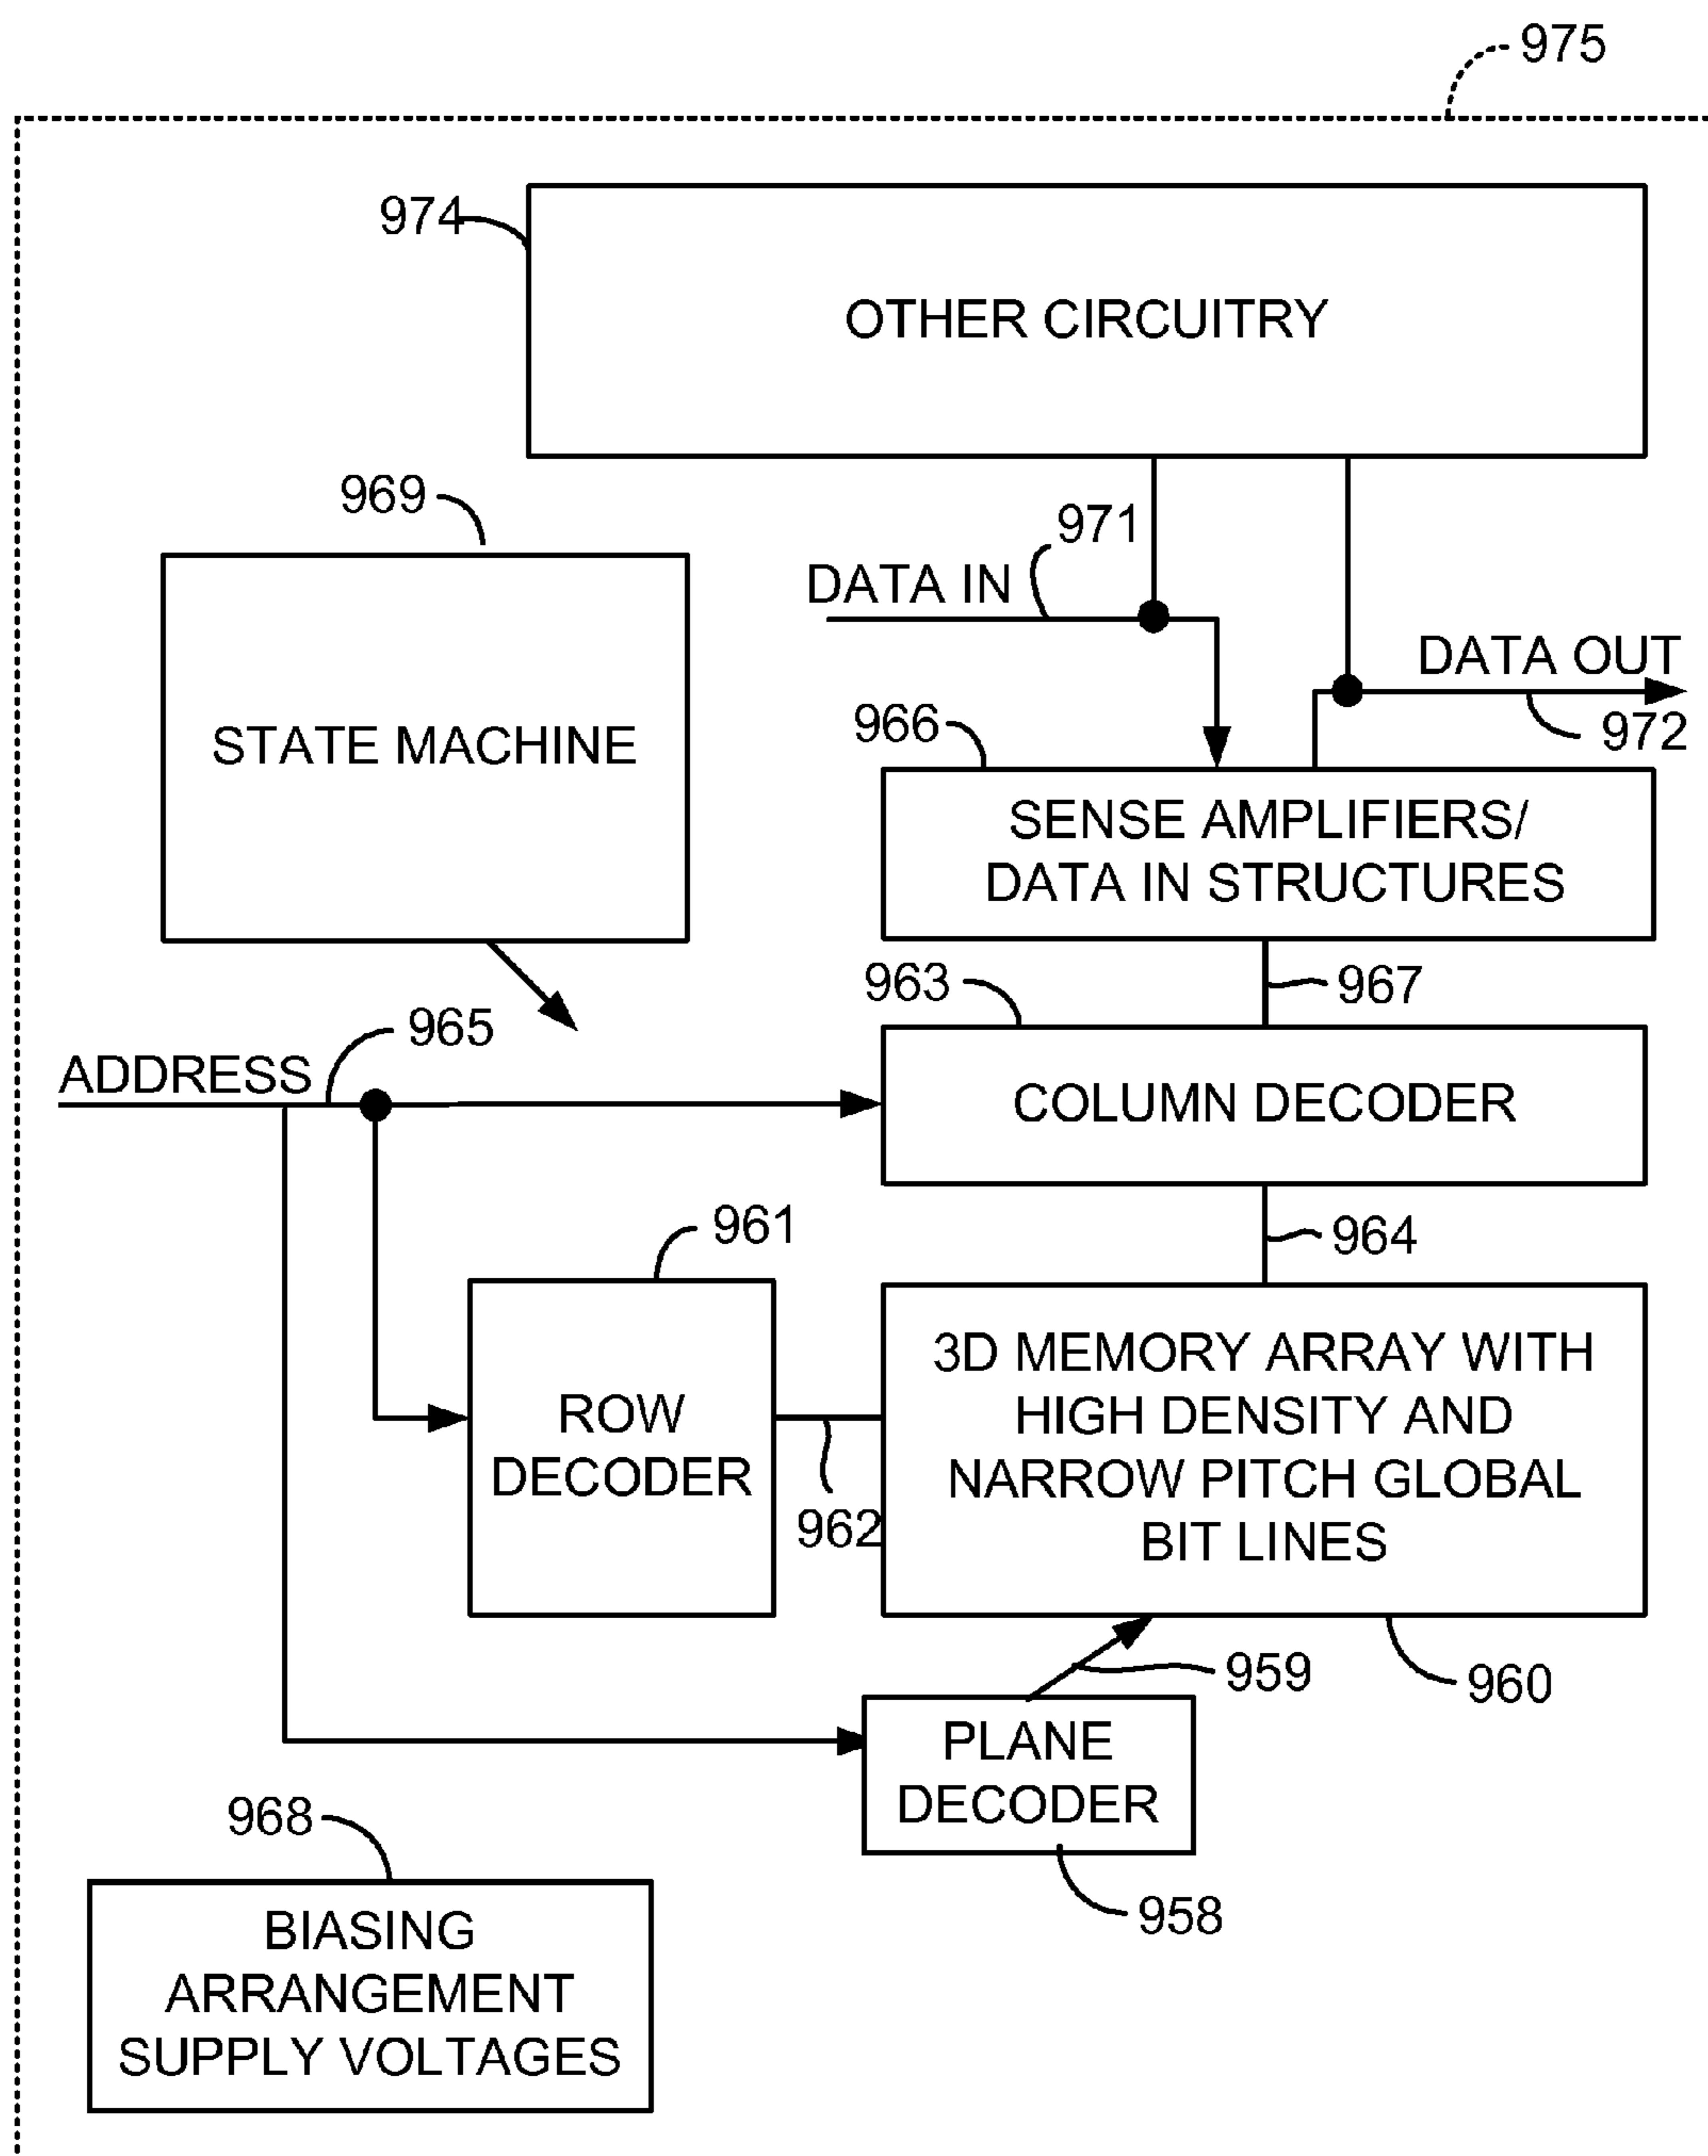 975
974
OTHER CIRCUITRY
969
971
DATA IN
DATA OUT
972
STATE MACHINE
966
SENSE AMPLIFIERS/
DATA IN STRUCTURES
963
967
965
ADDRESS
COLUMN DECODER
961
964
ROW
DECODER
962
3D MEMORY ARRAY WITH
HIGH DENSITY AND
NARROW PITCH GLOBAL
BIT LINES
959
960
PLANE
DECODER
958
968
BIASING
ARRANGEMENT
SUPPLY VOLTAGES